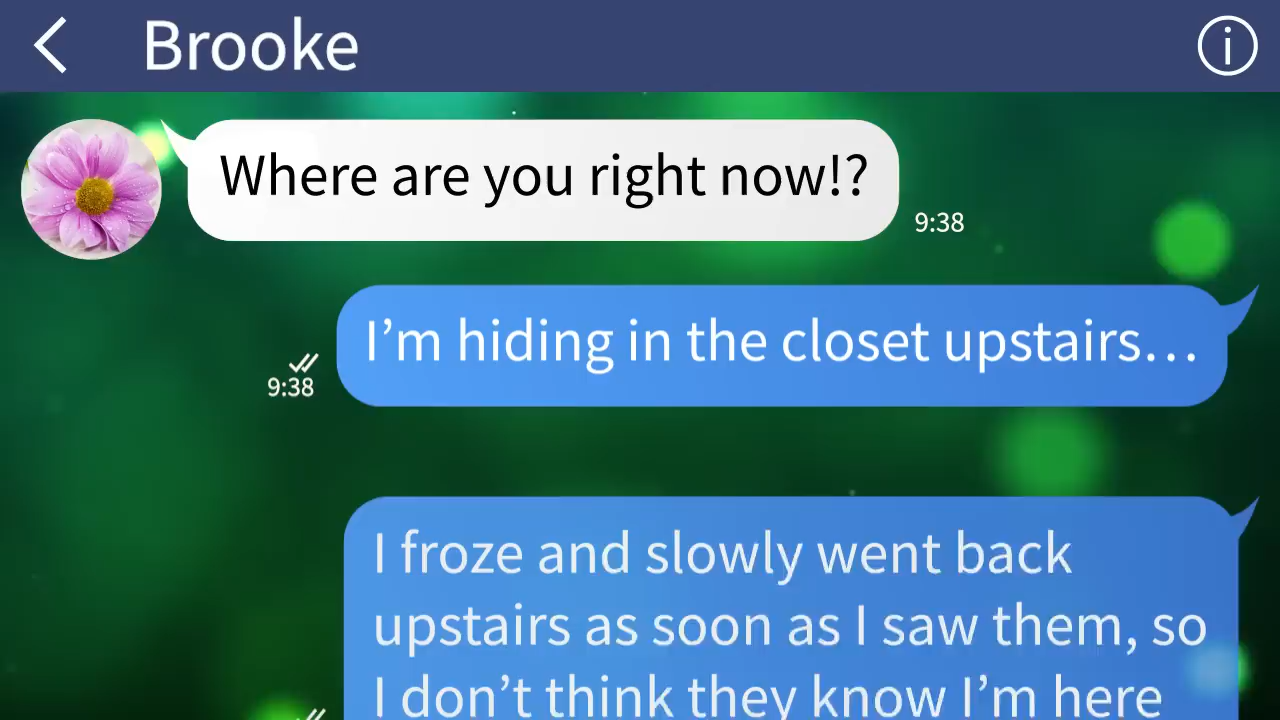 Brooke
Where are you right now!?
9:38
I’m hiding in the closet upstairs…
9:38
I froze and slowly went back
upstairs as soon as I saw them, so
I don’t think they know I’m here